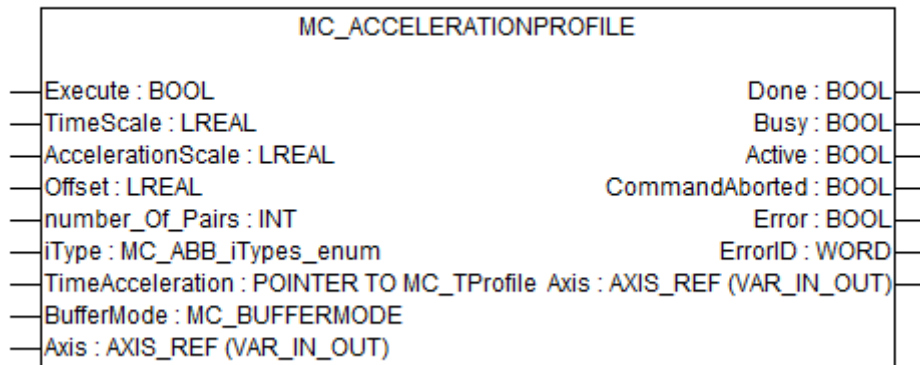 MC_ACCELERATIONPROFILE
Execute : BOOL Done : BOOL
TimeScale : LREAL Busy : BOOL
AccelerationScale : LREAL Active : BOOL
Offset : LREAL CommandAborted : BOOL
number_Of_Pairs : INT Error : BOOL
iType : MC_ABB_iTypes_enum ErrorID : WORD
TimeAcceleration : POINTER TO MC_TProfile Axis : AXIS_REF (VAR_IN_OUT)
BufferMode : MC_BUFFERMODE
Axis : AXIS_REF (VAR_IN_OUT)